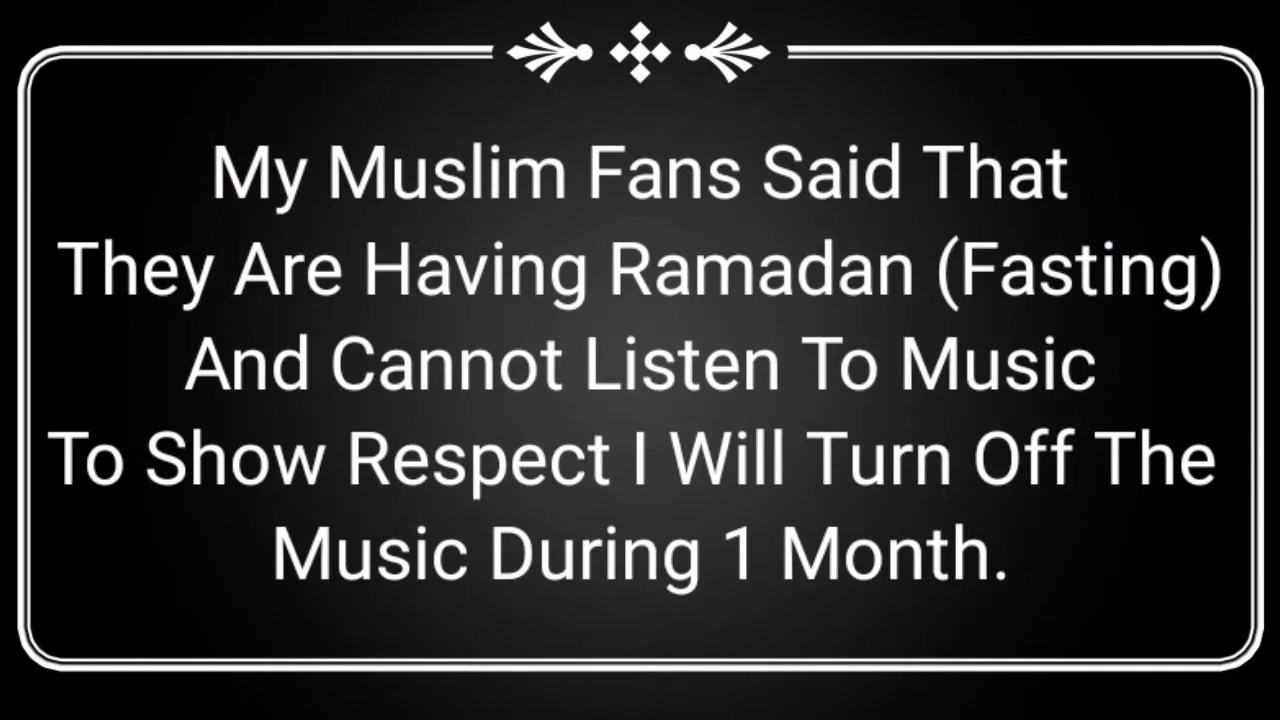 My Muslim Fans Said That
They Are Having Ramadan (Fasting)
And Cannot Listen To Music
To Show Respect I Will Turn Off The
Music During 1 Month.